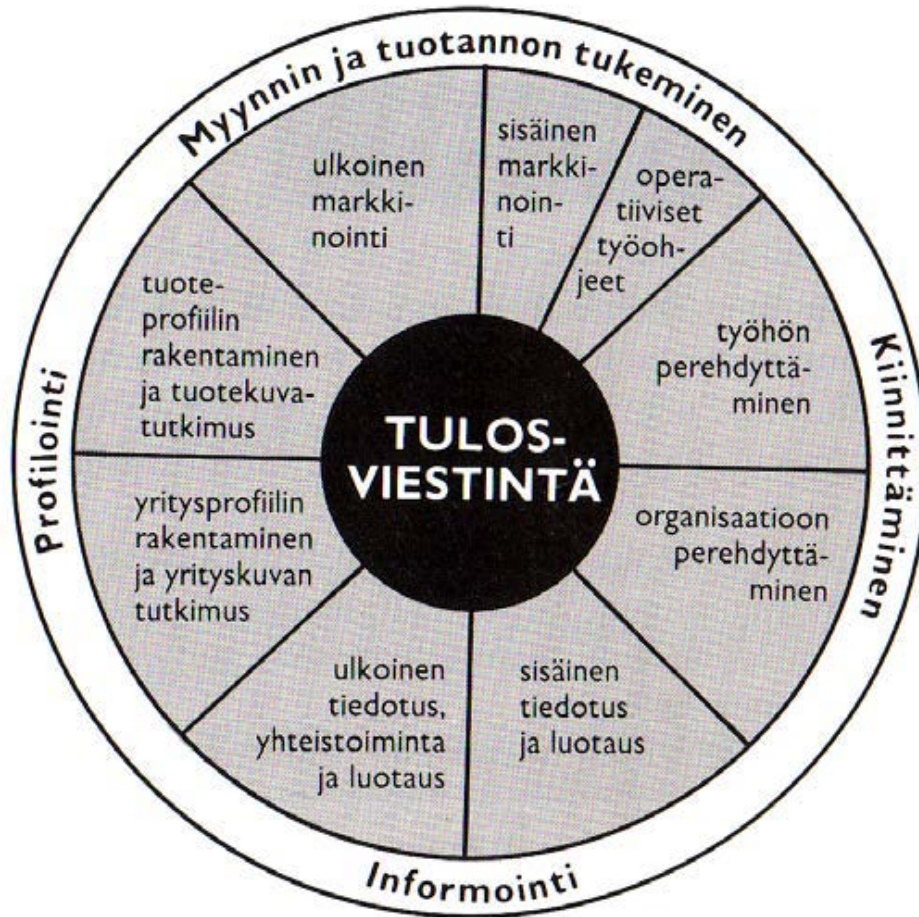 Myynnin ja tuotannon tukeminen
ulkoinen
markki-
nointi
sisäinen
markki-
noin-
ti
opera-
tiiviset
työoh-
jeet
työhön
perehdyttä-
minen
Kiinnittäminen
organisaatioon
perehdyttä-
minen
sisäinen
tiedotus
ja luotaus
Informointi
ulkoinen
tiedotus,
yhteistoiminta
ja luotaus
yritysprofiilin
rakentaminen
ja yrityskuvan
tutkimus
Profilointi
tuote-
profiilin
rakentaminen
ja tuotekuva-
tutkimus
TULOS-
VIESTINTÄ